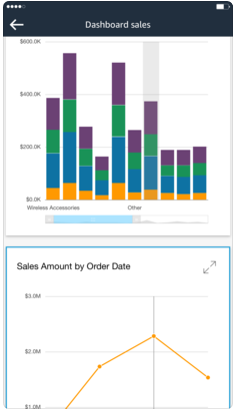 Dashboard sales
$600.0K
$400.0K
$200.0K
$0.0K
Wireless Accessories Other
Sales Amount by Order Date
$3.0M
$2.0M
$1.0M